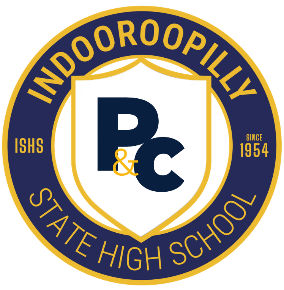 INDOOROOPILLY
P&C
ISHS
SINCE
1954
STATE HIGH SCHOOL